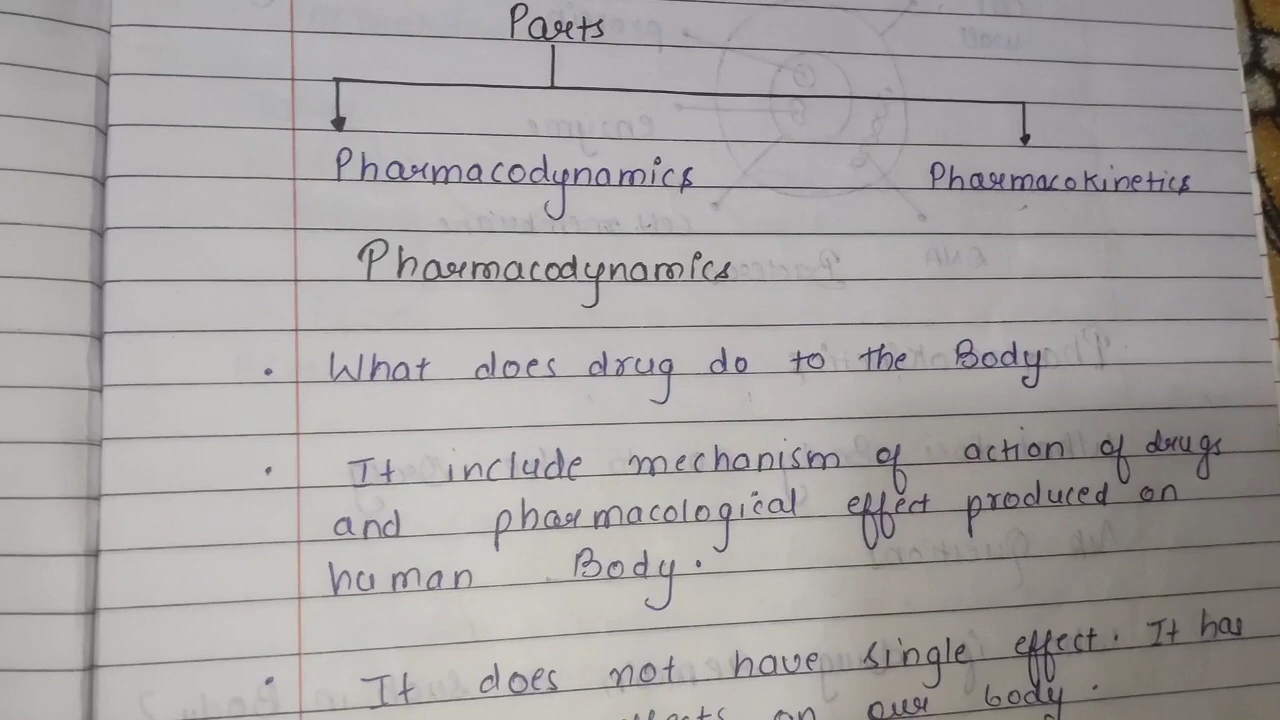 Parts
Pharmacodynamics Pharmacokinetics
Pharmacodynamics
• What does drug do to the Body
• It include mechanism of action of drugs
and pharmacological effect produced on
human Body.
• It does not have single effect. It has
on our body.